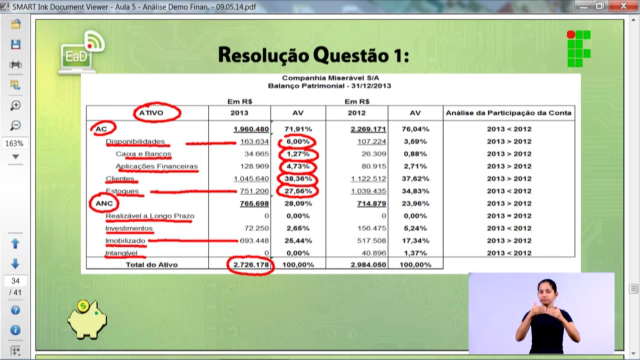 SMART Ink Document Viewer - Aula 5 - Análise Demo Finan. - 09.05.14.pdf
EaD
Resolução Questão 1:
Companhia Miserável S/A
Balanço Patrimonial - 31/12/2013
Em R$ Em R$
ATIVO 2013 AV 2012 AV Análise da Participação da Conta
AC 1.960.480 71,91% 2.269.171 76,04% 2013 < 2012
Disponibilidades 163.634 6,00% 107.224 3,59% 2013 > 2012
Caixa e Bancos 34.665 1,27% 26.309 0,88% 2013 > 2012
Aplicações Financeiras 128.969 4,73% 80.915 2,71% 2013 > 2012
Clientes 1.045.640 38,36% 1.122.512 37,62% 2013 > 2012
Estoques 751.206 27,56% 1.039.435 34,83% 2013 < 2012
ANC 765.698 28,09% 714.879 23,96% 2013 > 2012
Realizável a Longo Prazo 0 0,00% 0 0,00% 2013 = 2012
Investimentos 72.250 2,65% 156.475 5,24% 2013 < 2012
Imobilizado 693.448 25,44% 517.508 17,34% 2013 > 2012
Intangível 0 0,00% 40.896 1,37% 2013 < 2012
Total do Ativo 2.726.178 100,00% 2.984.050 100,00%
163%
34
/ 41